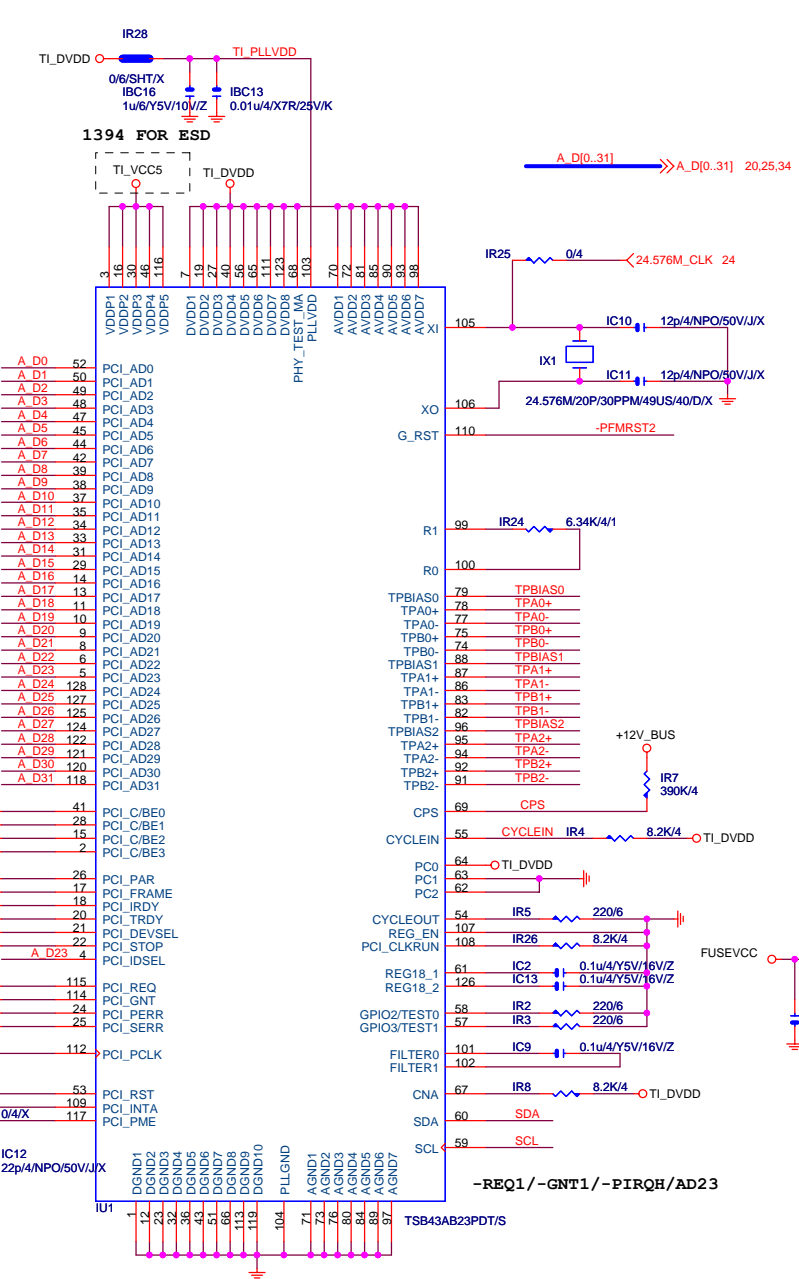 IR28
TI_DVDD
TI_PLLVDD
0/6/SHT/X
IBC16
1u/6/Y5V/10V/Z
IBC13
0.01u/4/X7R/25V/K
1394 FOR ESD
TI_VCC5
TI_DVDD
A_D[0..31]
A_D[0..31] 20,25,34
IR25
0/4
24.576M_CLK 24
3
16
30
46
116
7
19
27
40
56
65
111
123
68
103
70
72
81
85
90
93
98
VDDP1
VDDP2
VDDP3
VDDP4
VDDP5
DVDD1
DVDD2
DVDD3
DVDD4
DVDD5
DVDD6
DVDD7
DVDD8
PHY_TEST_MA
PLLVDD
AVDD1
AVDD2
AVDD3
AVDD4
AVDD5
AVDD6
AVDD7
XI 105
IC10 12p/4/NPO/50V/J/X
IX1
IC11 12p/4/NPO/50V/J/X
24.576M/20P/30PPM/49US/40/D/X
XO 106
G_RST 110 -PFMRST2
A_D0 52 PCI_AD0
A_D1 50 PCI_AD1
A_D2 49 PCI_AD2
A_D3 48 PCI_AD3
A_D4 47 PCI_AD4
A_D5 45 PCI_AD5
A_D6 44 PCI_AD6
A_D7 42 PCI_AD7
A_D8 39 PCI_AD8
A_D9 38 PCI_AD9
A_D10 37 PCI_AD10
A_D11 35 PCI_AD11
A_D12 34 PCI_AD12
A_D13 33 PCI_AD13
A_D14 31 PCI_AD14
A_D15 29 PCI_AD15
A_D16 14 PCI_AD16
A_D17 13 PCI_AD17
A_D18 11 PCI_AD18
A_D19 10 PCI_AD19
A_D20 9 PCI_AD20
A_D21 8 PCI_AD21
A_D22 6 PCI_AD22
A_D23 5 PCI_AD23
A_D24 128 PCI_AD24
A_D25 127 PCI_AD25
A_D26 125 PCI_AD26
A_D27 124 PCI_AD27
A_D28 122 PCI_AD28
A_D29 121 PCI_AD29
A_D30 120 PCI_AD30
A_D31 118 PCI_AD31
41 PCI_C/BE0
28 PCI_C/BE1
15 PCI_C/BE2
2 PCI_C/BE3
26 PCI_PAR
17 PCI_FRAME
18 PCI_IRDY
20 PCI_TRDY
21 PCI_DEVSEL
22 PCI_STOP
A_D23 4 PCI_IDSEL
115 PCI_REQ
114 PCI_GNT
24 PCI_PERR
25 PCI_SERR
112 PCI_PCLK
53 PCI_RST
109 PCI_INTA
0/4/X 117 PCI_PME
R1 99 IR24 6.34K/4/1
R0 100
TPBIAS0 79 TPBIAS0
TPA0+ 78 TPA0+
TPA0- 77 TPA0-
TPB0+ 75 TPB0+
TPB0- 74 TPB0-
TPBIAS1 88 TPBIAS1
TPA1+ 87 TPA1+
TPA1- 86 TPA1-
TPB1+ 83 TPB1+
TPB1- 82 TPB1-
TPBIAS2 96 TPBIAS2
TPA2+ 95 TPA2+
TPA2- 94 TPA2-
TPB2+ 92 TPB2+
TPB2- 91 TPB2-
+12V_BUS
IR7
390K/4
CPS 69 CPS
CYCLEIN 55 CYCLEIN IR4 8.2K/4 TI_DVDD
PC0 64 TI_DVDD
PC1 63
PC2 62
CYCLEOUT 54 IR5 220/6
REG_EN 107
PCI_CLKRUN 108 IR26 8.2K/4
FUSEVCC
REG18_1 61 IC2 0.1u/4/Y5V/16V/Z
REG18_2 126 IC13 0.1u/4/Y5V/16V/Z
GPIO2/TEST0 58 IR2 220/6
GPIO3/TEST1 57 IR3 220/6
FILTER0 101 IC9 0.1u/4/Y5V/16V/Z
FILTER1 102
CNA 67 IR8 8.2K/4 TI_DVDD
SDA 60 SDA
SCL 59 SCL
IC12
22p/4/NPO/50V/J/X
DGND1
DGND2
DGND3
DGND4
DGND5
DGND6
DGND7
DGND8
DGND9
DGND10
PLLGND
AGND1
AGND2
AGND3
AGND4
AGND5
AGND6
AGND7
-REQ1/-GNT1/-PIRQH/AD23
IU1
TSB43AB23PDT/S
1
12
23
32
36
43
51
66
113
119
104
71
73
76
80
84
89
97